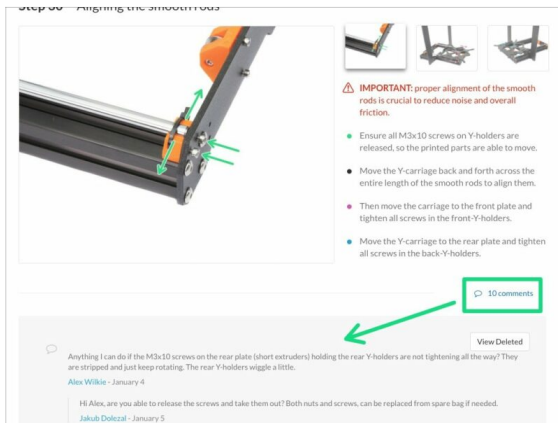 Step 30 Aligning the smooth rods
IMPORTANT: proper alignment of the smooth
rods is crucial to reduce noise and overall
friction.
Ensure all M3x10 screws on Y-holders are
released, so the printed parts are able to move.
Move the Y-carriage back and forth across the
entire length of the smooth rods to align them.
Then move the carriage to the front plate and
tighten all screws in the front-Y-holders.
Move the Y-carriage to the rear plate and tighten
all screws in the back-Y-holders.
10 comments
View Deleted
Anything I can do if the M3x10 screws on the rear plate (short extruders) holding the rear Y-holders are not tightening all the way? They
are stripped and just keep rotating. The rear Y-holders wiggle a little.
Alex Wilkie - January 4
Hi Alex, are you able to release the screws and take them out? Both nuts and screws, can be replaced from spare bag if needed.
Jakub Dolezal - January 5